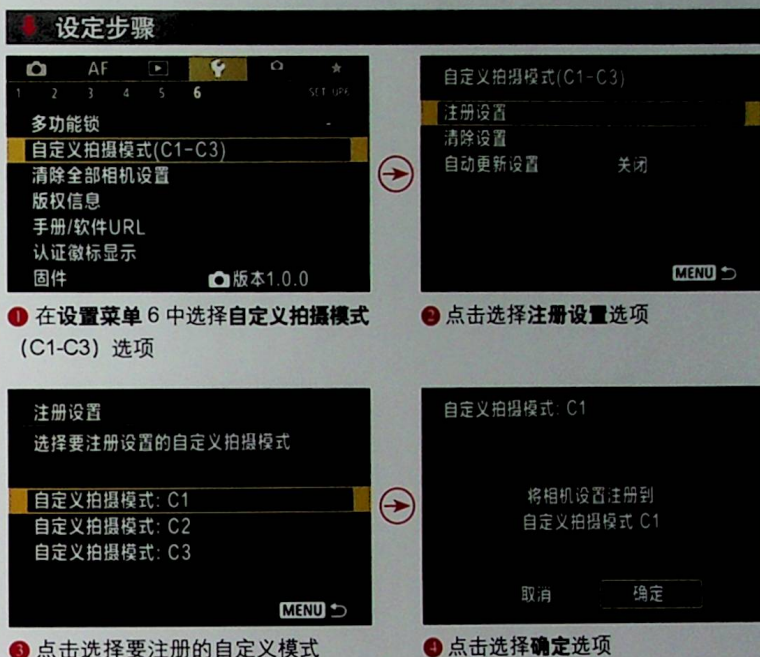 设定步骤
AF
1 2 3 4 5 6 SET UP6
多功能锁 -
自定义拍摄模式(C1-C3)
清除全部相机设置
版权信息
手册/软件URL
认证徽标显示
固件 版本1.0.0
自定义拍摄模式(C1-C3)
注册设置
清除设置
自动更新设置 关闭
MENU
❶ 在设置菜单 6 中选择自定义拍摄模式
(C1-C3) 选项
❷ 点击选择注册设置选项
注册设置
选择要注册设置的自定义拍摄模式
自定义拍摄模式: C1
自定义拍摄模式: C2
自定义拍摄模式: C3
MENU
自定义拍摄模式: C1
将相机设置注册到
自定义拍摄模式 C1
取消 确定
❸ 点击选择要注册的自定义模式
❹ 点击选择确定选项